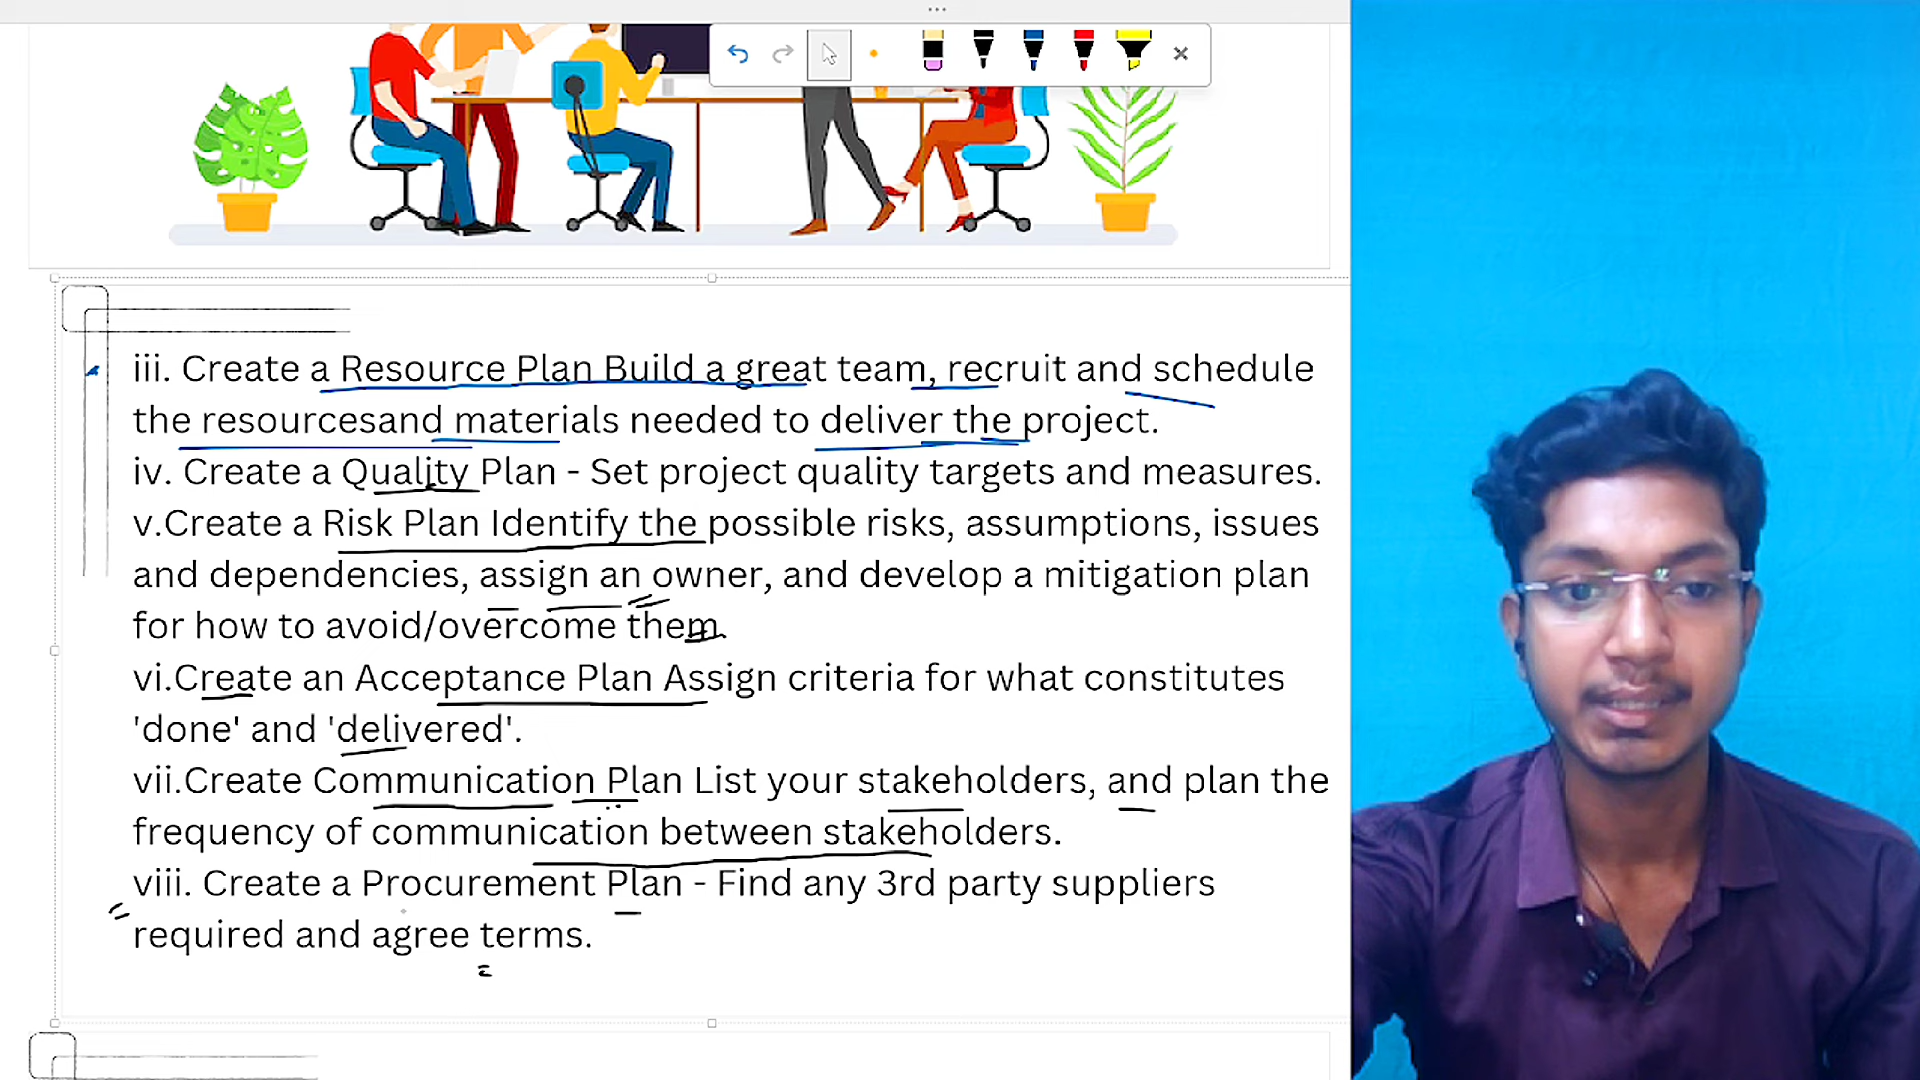 iii. Create a Resource Plan Build a great team, recruit and schedule
the resourcesand materials needed to deliver the project.
iv. Create a Quality Plan - Set project quality targets and measures.
v.Create a Risk Plan Identify the possible risks, assumptions, issues
and dependencies, assign an owner, and develop a mitigation plan
for how to avoid/overcome them.
vi.Create an Acceptance Plan Assign criteria for what constitutes
'done' and 'delivered'.
vii.Create Communication Plan List your stakeholders, and plan the
frequency of communication between stakeholders.
viii. Create a Procurement Plan - Find any 3rd party suppliers
required and agree terms.